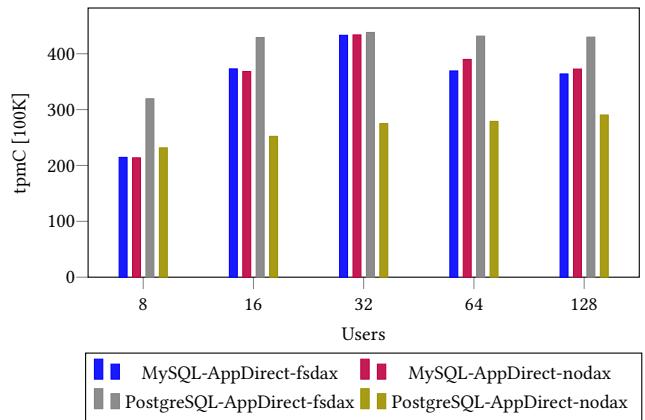 tpmC [100K]
400
300
200
100
0
8 16 32 64 128
Users
MySQL-AppDirect-fsdax MySQL-AppDirect-nodax
PostgreSQL-AppDirect-fsdax PostgreSQL-AppDirect-nodax